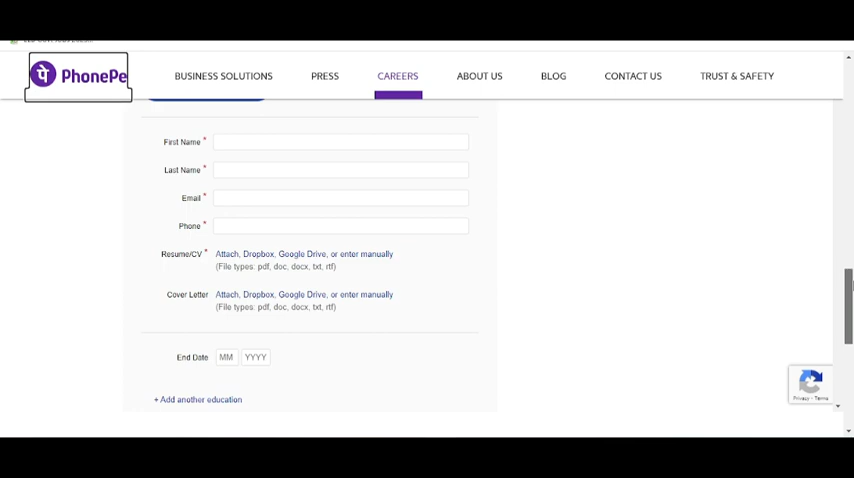 पे PhonePe BUSINESS SOLUTIONS PRESS CAREERS ABOUT US BLOG CONTACT US TRUST & SAFETY
First Name *
Last Name *
Email *
Phone *
Resume/CV * Attach, Dropbox, Google Drive, or enter manually
(File types: pdf, doc, docx, txt, rtf)
Cover Letter Attach, Dropbox, Google Drive, or enter manually
(File types: pdf, doc, docx, txt, rtf)
End Date MM YYYY
+ Add another education
Privacy - Terms